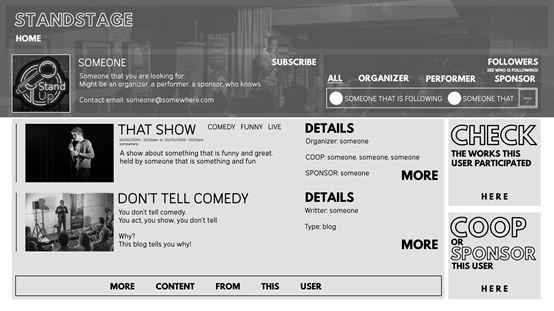 STANDSTAGE
HOME
Stand
Up
SOMEONE
Someone that you are looking for.
Might be an organizer, a performer, a sponsor, who knows.
Contact email: someone@somewhere.com
SUBSCRIBE
FOLLOWERS
SEE WHO IS FOLLOWING!
ALL ORGANIZER PERFORMER SPONSOR
SOMEONE THAT IS FOLLOWING SOMEONE THAT
THAT SHOW COMEDY FUNNY LIVE
00/00/0000 - 00:00am to 00/00/0000 - 00:00am
somewhere
A show about something that is funny and great.
held by someone that is something and fun
DETAILS
Organizer: someone
COOP: someone, someone, someone
SPONSOR: someone
MORE
DON'T TELL COMEDY
You don't tell comedy.
You act, you show, you don't tell.
Why?
This blog tells you why!
DETAILS
Writter: someone
Type: blog
MORE
MORE CONTENT FROM THIS USER
CHECK
THE WORKS THIS
USER PARTICIPATED
HERE
COOP
OR
SPONSOR
THIS USER
HERE